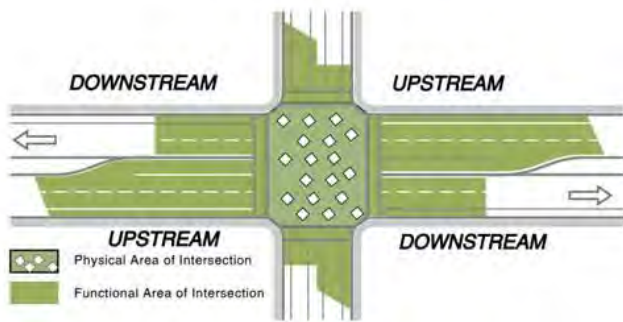 DOWNSTREAM
UPSTREAM
UPSTREAM
DOWNSTREAM
Physical Area of Intersection
Functional Area of Intersection